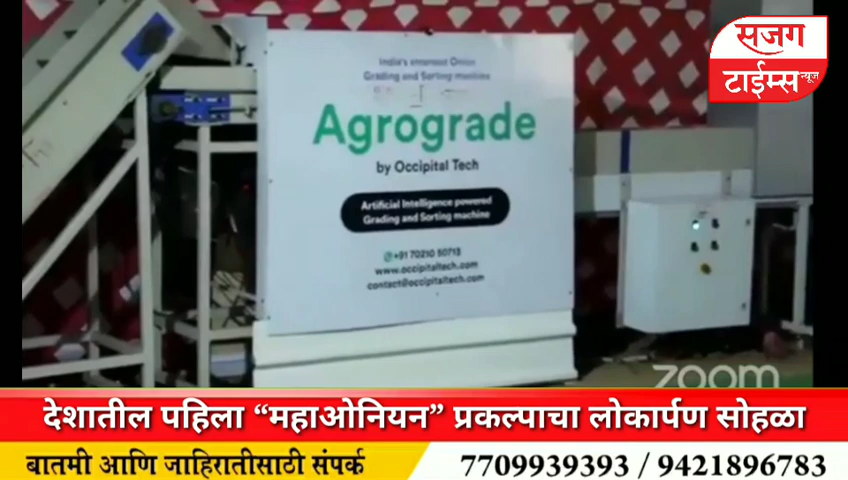 सजग
टाईम्स न्यूज
India's smartest Onion
Grading and Sorting machine
Agrograde
by Occipital Tech
Artificial Intelligence powered
Grading and Sorting machine
+91 70210 50713
www.occipitaltech.com
contact@occipitaltech.com
zoom
देशातील पहिला “महाओनियन” प्रकल्पाचा लोकार्पण सोहळा
बातमी आणि जाहिरातीसाठी संपर्क 7709939393 / 9421896783